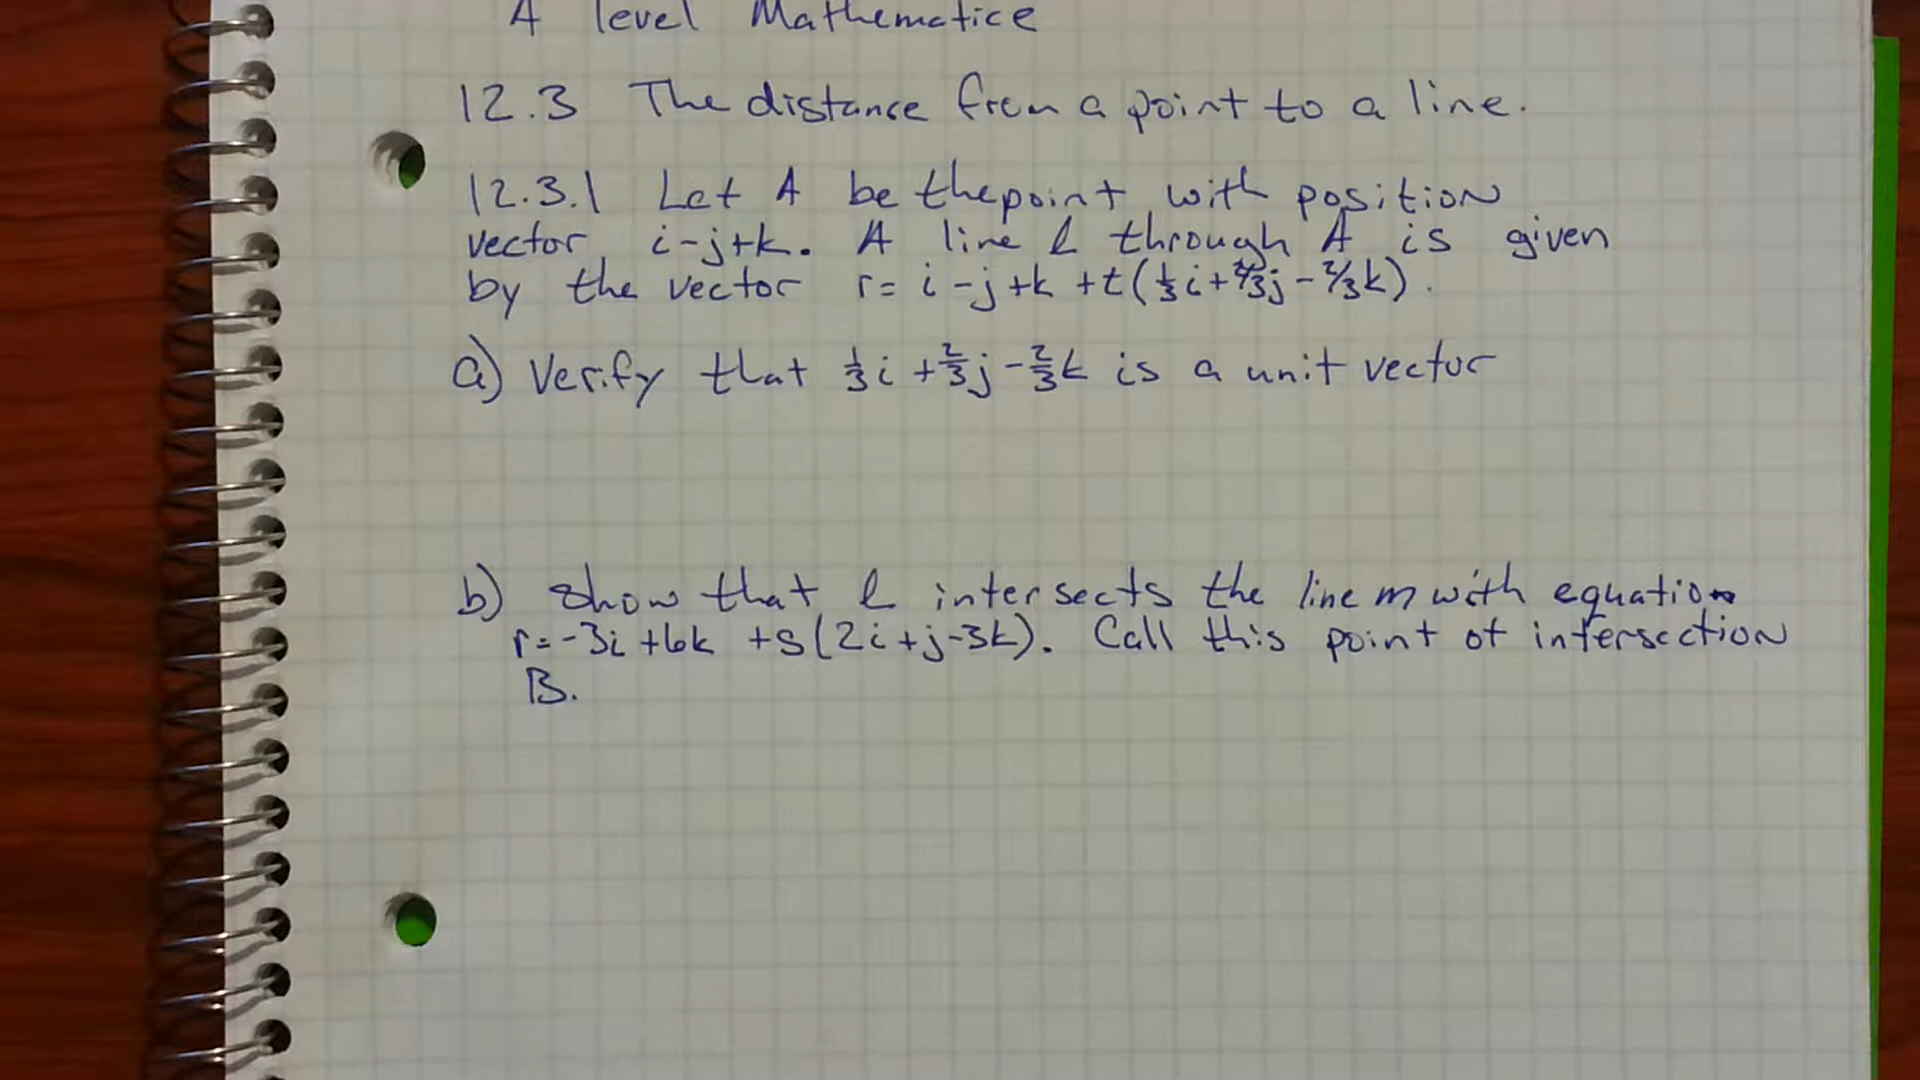 A level Mathematice
12.3 The distance from a point to a line.
12.3.1 Let A be the point with position
vector i-j+k. A line l through A is given
by the vector r= i-j+k +t(⅓i+⅔j-⅔k).
a) Verify that ⅓i+⅔j-⅔k is a unit vector
b) Show that l intersects the line m with equation
r=-3i+6k +s(2i+j-3k). Call this point of intersection
B.